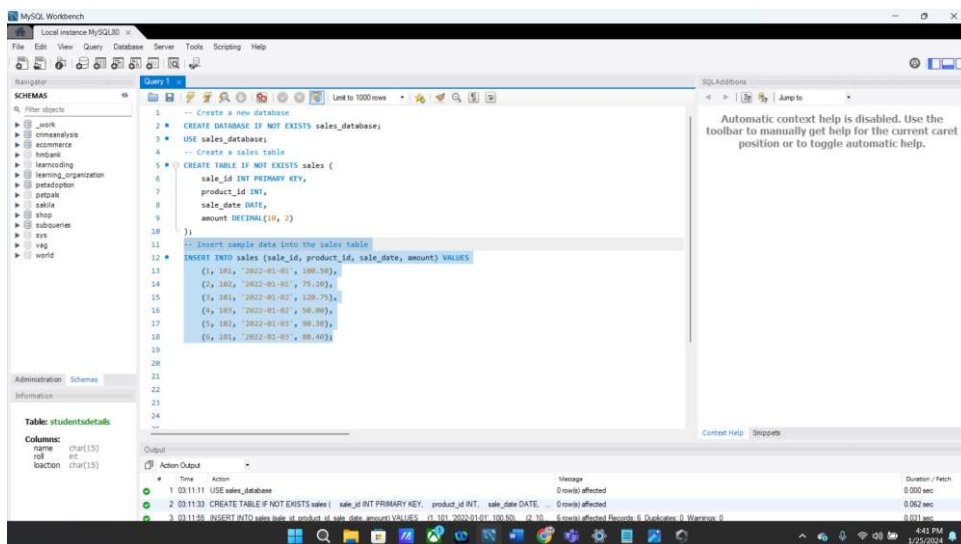 MySQL Workbench
Local instance MySQL80
File Edit View Query Database Server Tools Scripting Help
Navigator
SCHEMAS
Filter objects
_work
crimeanalysis
ecommerce
hmbank
learncoding
learning_organization
petadoption
petpals
sakila
shop
subqueries
sys
vag
world
Administration Schemas
Information
Table: studentsdetails
Columns:
name char(15)
roll int
loaction char(15)
Query 1
Limit to 1000 rows
1 -- Create a new database
2 CREATE DATABASE IF NOT EXISTS sales_database;
3 USE sales_database;
4 -- Create a sales table
5 CREATE TABLE IF NOT EXISTS sales (
6 sale_id INT PRIMARY KEY,
7 product_id INT,
8 sale_date DATE,
9 amount DECIMAL(10, 2)
10 );
11 -- Insert sample data into the sales table
12 INSERT INTO sales (sale_id, product_id, sale_date, amount) VALUES
13 (1, 101, '2022-01-01', 100.50),
14 (2, 102, '2022-01-01', 75.20),
15 (3, 101, '2022-01-02', 120.75),
16 (4, 103, '2022-01-02', 50.00),
17 (5, 102, '2022-01-03', 90.30),
18 (6, 101, '2022-01-03', 80.40);
19
20
21
22
23
24
SQLAdditions
Jump to
Automatic context help is disabled. Use the
toolbar to manually get help for the current caret
position or to toggle automatic help.
Context Help Snippets
Output
Action Output
# Time Action Message Duration / Fetch
1 03:11:11 USE sales_database 0 row(s) affected 0.000 sec
2 03:11:33 CREATE TABLE IF NOT EXISTS sales ( sale_id INT PRIMARY KEY, product_id INT, sale_date DATE, ... 0 row(s) affected 0.062 sec
3 03:11:55 INSERT INTO sales (sale_id, product_id, sale_date, amount) VALUES (1, 101, '2022-01-01', 100.50), (2, 10... 6 row(s) affected Records: 6 Duplicates: 0 Warnings: 0 0.031 sec
4:41 PM
1/25/2024